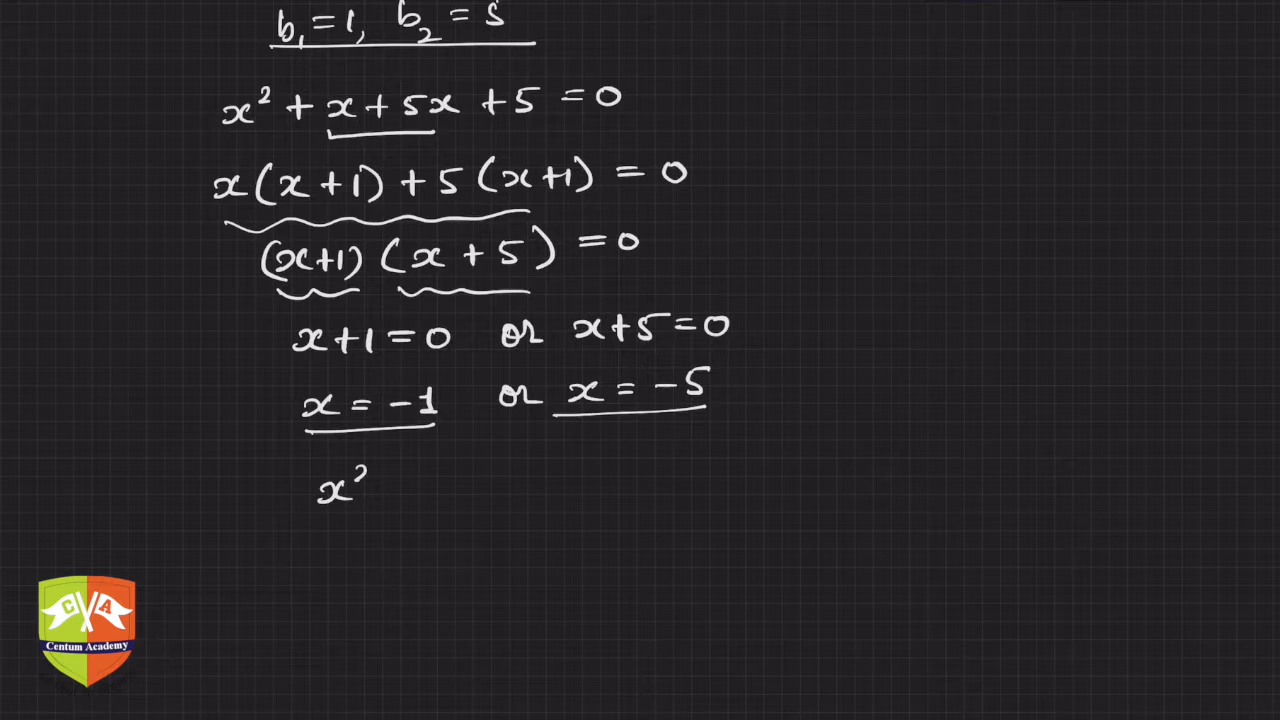 b₁ = 1, b₂ = 5
x² + x + 5x + 5 = 0
x(x+1) + 5(x+1) = 0
(x+1) (x+5) = 0
x+1 = 0 or x+5 = 0
x = -1 or x = -5
x²
C A
Centum Academy